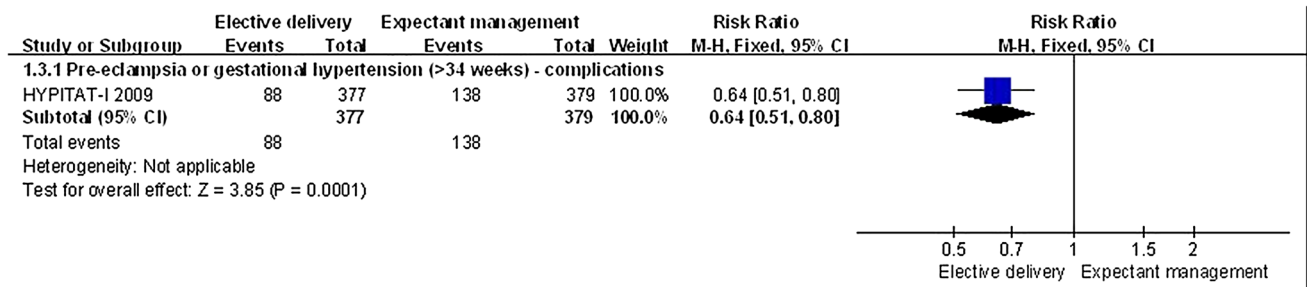 Elective delivery Expectant management Risk Ratio Risk Ratio
Study or Subgroup Events Total Events Total Weight M-H, Fixed, 95% CI M-H, Fixed, 95% CI
1.3.1 Pre-eclampsia or gestational hypertension (>34 weeks) - complications
HYPITAT-I 2009 88 377 138 379 100.0% 0.64 [0.51, 0.80]
Subtotal (95% CI) 377 379 100.0% 0.64 [0.51, 0.80]
Total events 88 138
Heterogeneity: Not applicable
Test for overall effect: Z = 3.85 (P = 0.0001)
0.5 0.7 1 1.5 2
Elective delivery Expectant management